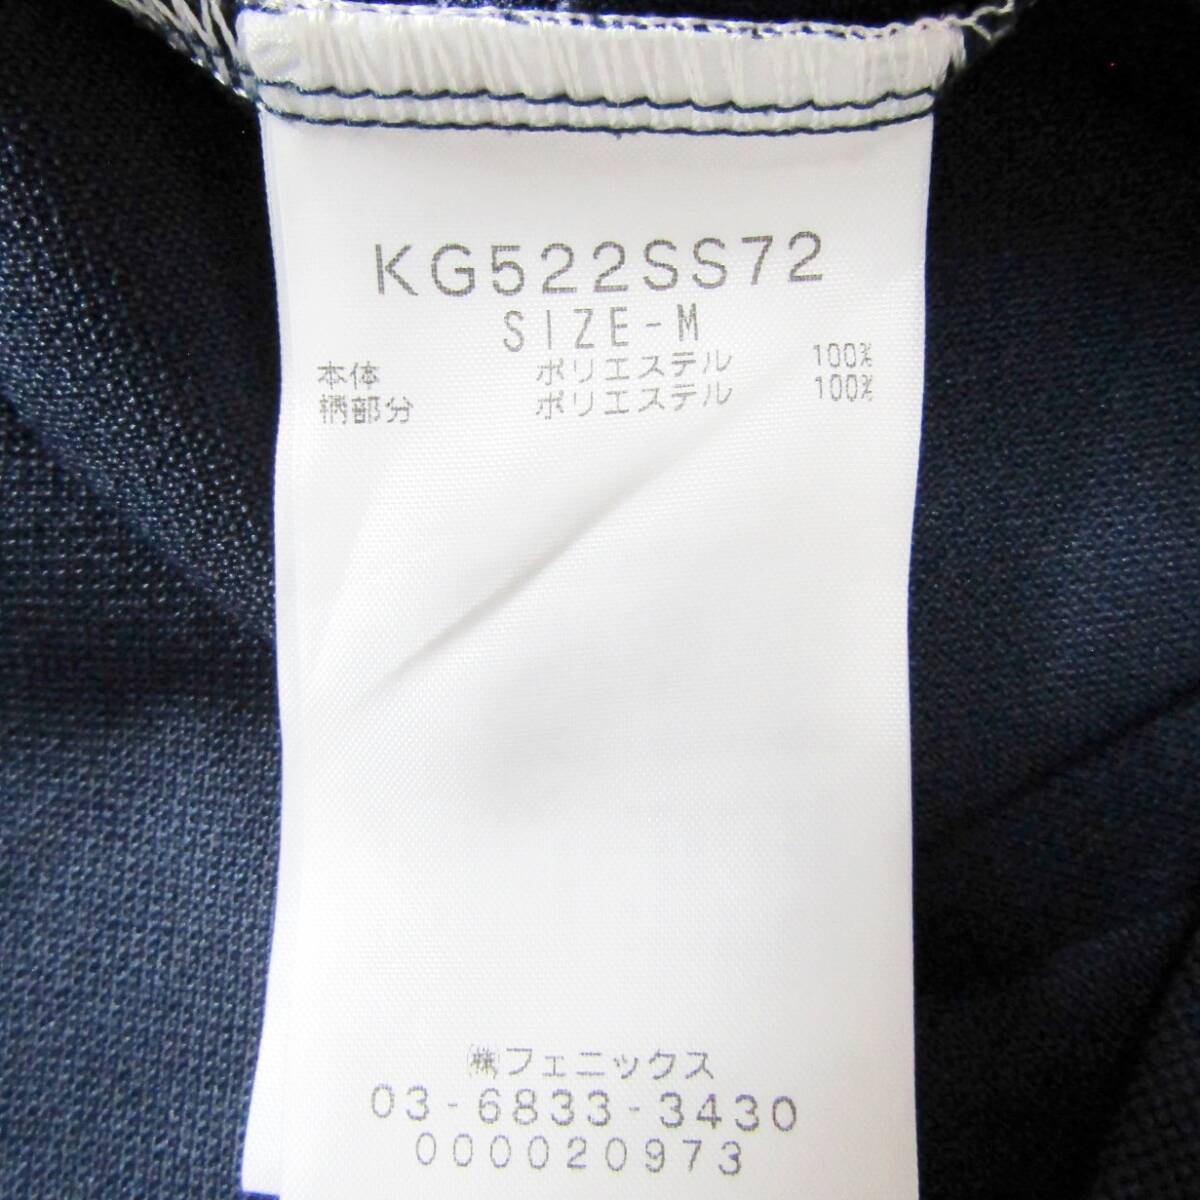 KG522SS72
SIZE-M
本体 ポリエステル 100%
柄部分 ポリエステル 100%
㈱フェニックス
03-6833-3430
0000020973